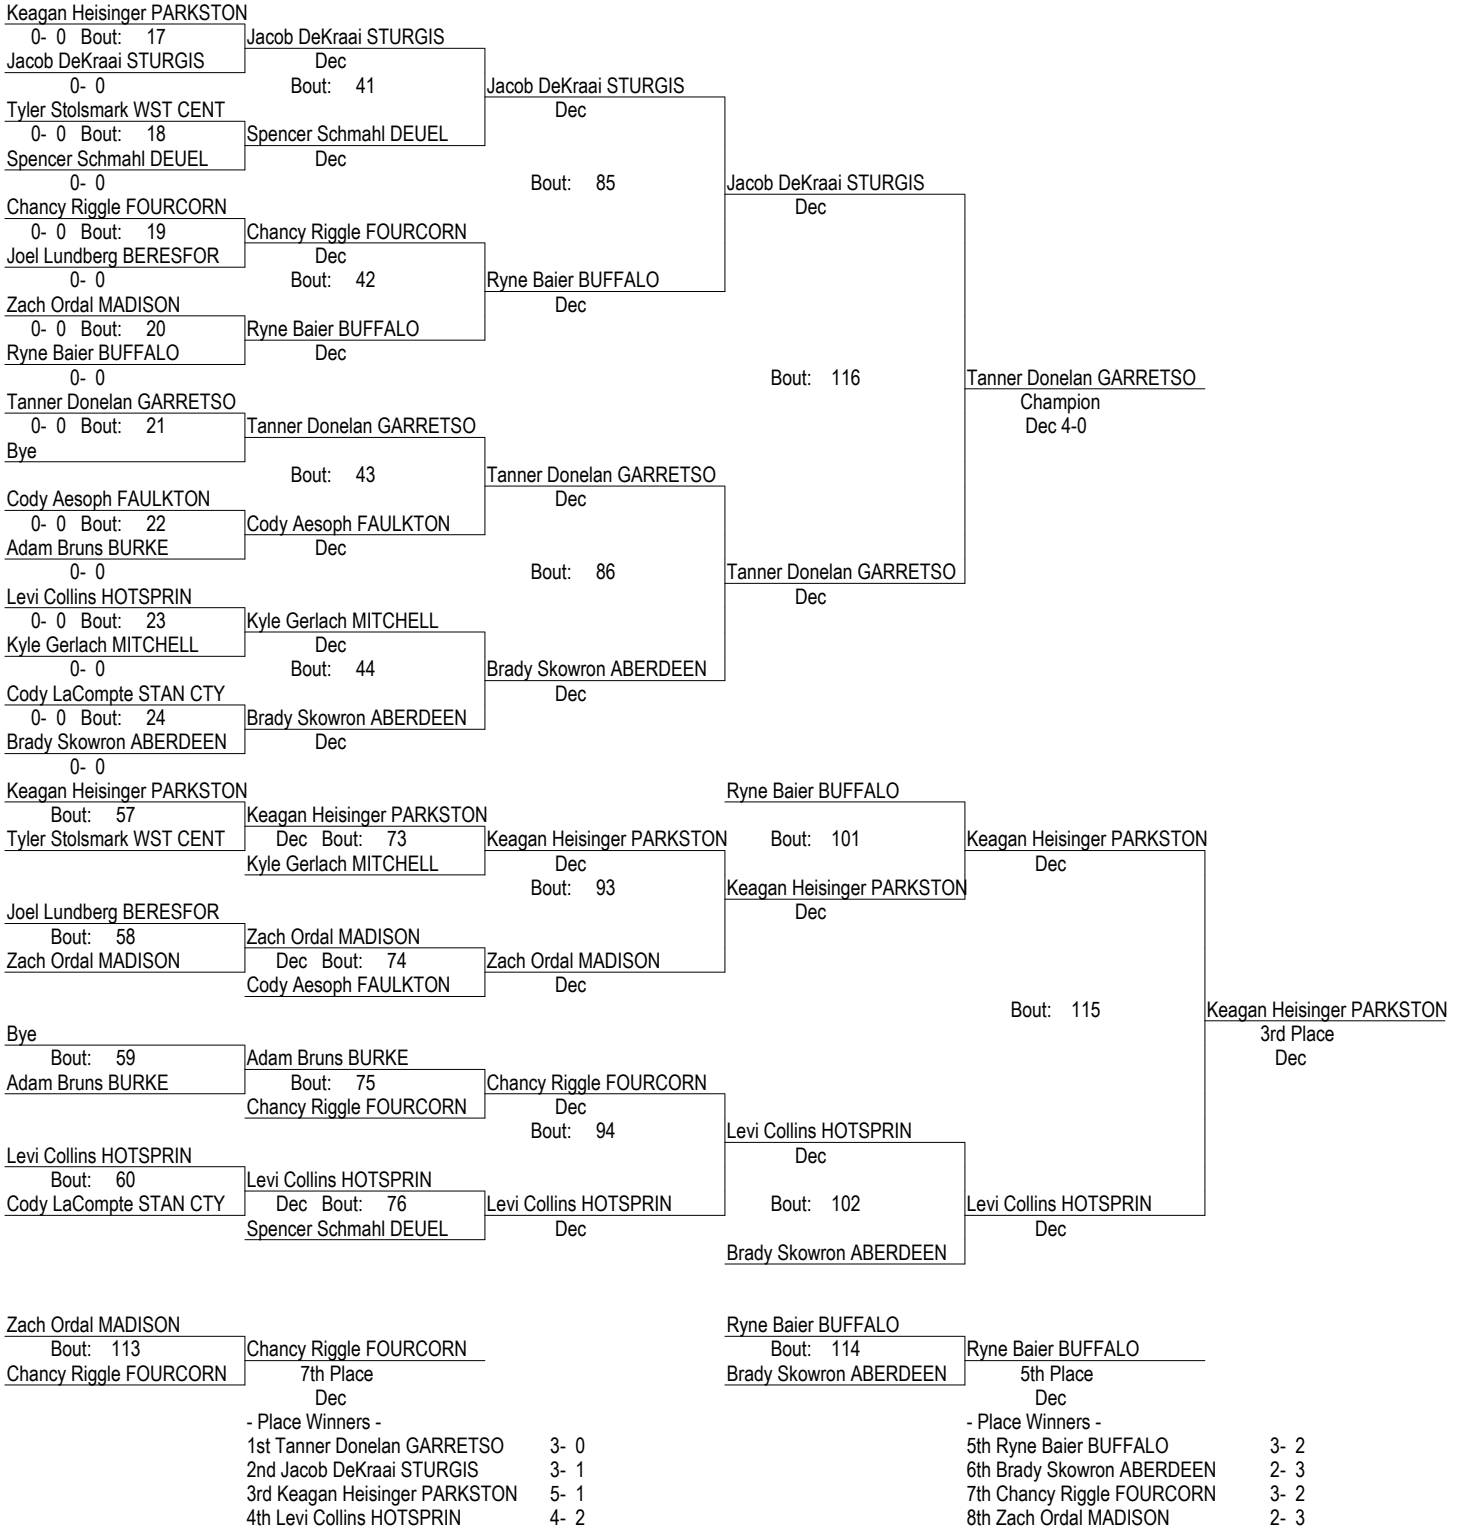 Keagan Heisinger PARKSTON
0- 0 Bout: 17 Jacob DeKraai STURGIS
Jacob DeKraai STURGIS Dec
0- 0 Bout: 41 Jacob DeKraai STURGIS
Tyler Stolsmark WST CENT Dec
0- 0 Bout: 18 Spencer Schmahl DEUEL
Spencer Schmahl DEUEL Dec
0- 0 Bout: 85 Jacob DeKraai STURGIS
Chancy Riggle FOURCORN Dec
0- 0 Bout: 19 Chancy Riggle FOURCORN
Joel Lundberg BERESFOR Dec
0- 0 Bout: 42 Ryne Baier BUFFALO
Zach Ordal MADISON Dec
0- 0 Bout: 20 Ryne Baier BUFFALO
Ryne Baier BUFFALO Dec
0- 0 Bout: 116 Tanner Donelan GARRETSO
Tanner Donelan GARRETSO Champion
0- 0 Bout: 21 Tanner Donelan GARRETSO Dec 4-0
Bye
Bout: 43 Tanner Donelan GARRETSO
Cody Aesoph FAULKTON Dec
0- 0 Bout: 22 Cody Aesoph FAULKTON
Adam Bruns BURKE Dec
0- 0 Bout: 86 Tanner Donelan GARRETSO
Levi Collins HOTSPRIN Dec
0- 0 Bout: 23 Kyle Gerlach MITCHELL
Kyle Gerlach MITCHELL Dec
0- 0 Bout: 44 Brady Skowron ABERDEEN
Cody LaCompte STAN CTY Dec
0- 0 Bout: 24 Brady Skowron ABERDEEN
Brady Skowron ABERDEEN Dec
0- 0
Keagan Heisinger PARKSTON Ryne Baier BUFFALO
Bout: 57 Keagan Heisinger PARKSTON
Tyler Stolsmark WST CENT Dec Bout: 73 Keagan Heisinger PARKSTON Bout: 101 Keagan Heisinger PARKSTON
Kyle Gerlach MITCHELL Dec Dec
Bout: 93 Keagan Heisinger PARKSTON
Joel Lundberg BERESFOR Dec
Bout: 58 Zach Ordal MADISON
Zach Ordal MADISON Dec Bout: 74 Zach Ordal MADISON
Cody Aesoph FAULKTON Dec
Bout: 115 Keagan Heisinger PARKSTON
Bye 3rd Place
Bout: 59 Adam Bruns BURKE Dec
Adam Bruns BURKE Bout: 75 Chancy Riggle FOURCORN
Chancy Riggle FOURCORN Dec
Bout: 94 Levi Collins HOTSPRIN
Levi Collins HOTSPRIN Dec
Bout: 60 Levi Collins HOTSPRIN
Cody LaCompte STAN CTY Dec Bout: 76 Levi Collins HOTSPRIN Bout: 102 Levi Collins HOTSPRIN
Spencer Schmahl DEUEL Dec Dec
Brady Skowron ABERDEEN
Zach Ordal MADISON Ryne Baier BUFFALO
Bout: 113 Chancy Riggle FOURCORN Bout: 114 Ryne Baier BUFFALO
Chancy Riggle FOURCORN 7th Place Brady Skowron ABERDEEN 5th Place
Dec Dec
- Place Winners - - Place Winners -
1st Tanner Donelan GARRETSO 3- 0 5th Ryne Baier BUFFALO 3- 2
2nd Jacob DeKraai STURGIS 3- 1 6th Brady Skowron ABERDEEN 2- 3
3rd Keagan Heisinger PARKSTON 5- 1 7th Chancy Riggle FOURCORN 3- 2
4th Levi Collins HOTSPRIN 4- 2 8th Zach Ordal MADISON 2- 3